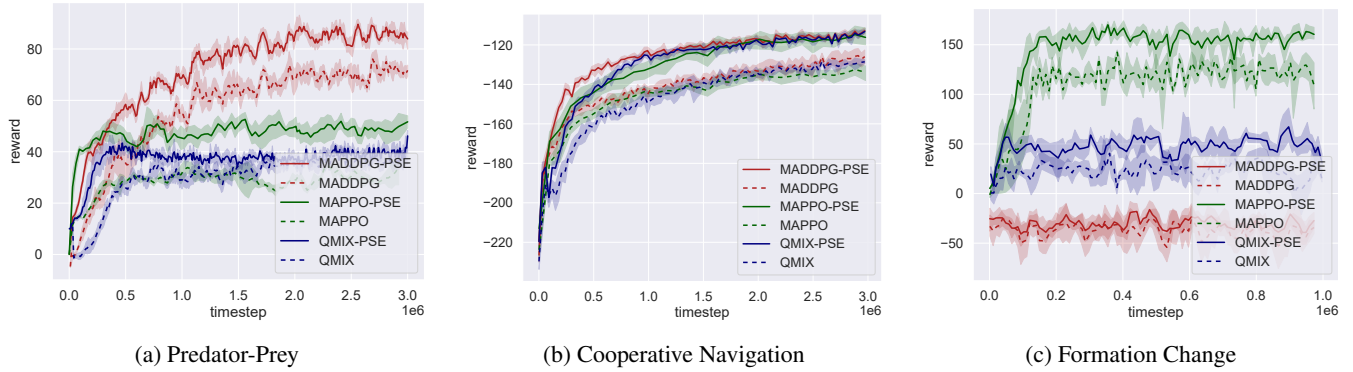 80
60
40
20
0
reward
0.0 0.5 1.0 1.5 2.0 2.5 3.0
timestep
1e6
MADDPG-PSE
MADDPG
MAPPO-PSE
MAPPO
QMIX-PSE
QMIX
(a) Predator-Prey
−120
−140
−160
−180
−200
−220
reward
0.0 0.5 1.0 1.5 2.0 2.5 3.0
timestep
1e6
MADDPG-PSE
MADDPG
MAPPO-PSE
MAPPO
QMIX-PSE
QMIX
(b) Cooperative Navigation
150
100
50
0
−50
reward
0.0 0.2 0.4 0.6 0.8 1.0
timestep
1e6
MADDPG-PSE
MADDPG
MAPPO-PSE
MAPPO
QMIX-PSE
QMIX
(c) Formation Change